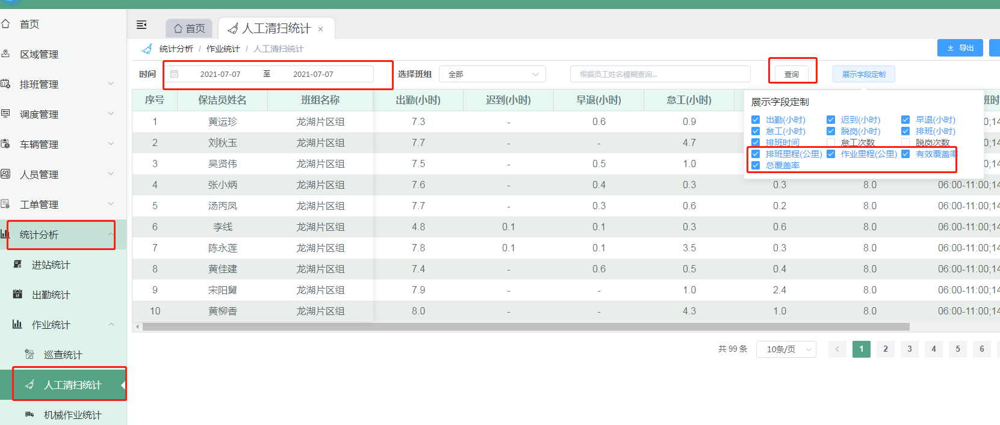 首页
区域管理
排班管理
调度管理
车辆管理
人员管理
工单管理
统计分析
进站统计
出勤统计
作业统计
巡查统计
人工清扫统计
机械作业统计
首页 人工清扫统计 ×
统计分析 / 作业统计 / 人工清扫统计 导出
时间 2021-07-07 至 2021-07-07 选择班组 全部 根据员工姓名模糊查询... 查询 展示字段定制
序号 保洁员姓名 班组名称 出勤(小时) 迟到(小时) 早退(小时) 怠工(小时) 班时
1 黄运珍 龙湖片区组 7.3 - 0.6 0.9 0;14
2 刘秋玉 龙湖片区组 7.7 - - 4.7 0;14
3 吴贤伟 龙湖片区组 7.5 - 0.5 1.0 0;14
4 张小炳 龙湖片区组 7.6 - 0.4 0.3 0.3 8.0 06:00-11:00;14
5 汤丙凤 龙湖片区组 7.7 - 0.3 0.6 0.2 8.0 06:00-11:00;14
6 李线 龙湖片区组 4.8 0.1 0.1 0.3 0.6 8.0 06:00-11:00;14
7 陈永莲 龙湖片区组 7.8 0.1 0.1 3.5 0.3 8.0 06:00-11:00;14
8 黄佳建 龙湖片区组 7.4 - 0.6 0.5 0.4 8.0 06:00-11:00;14
9 宋阳舅 龙湖片区组 7.9 - - 1.0 2.4 8.0 06:00-11:00;14
10 黄柳香 龙湖片区组 8.0 - - 4.3 1.0 8.0 06:00-11:00;14
展示字段定制
出勤(小时) 迟到(小时) 早退(小时)
怠工(小时) 脱岗(小时) 排班(小时)
排班时间 怠工次数 脱岗次数
排班里程(公里) 作业里程(公里) 有效覆盖率
总覆盖率
共 99 条 10条/页 1 2 3 4 5 6